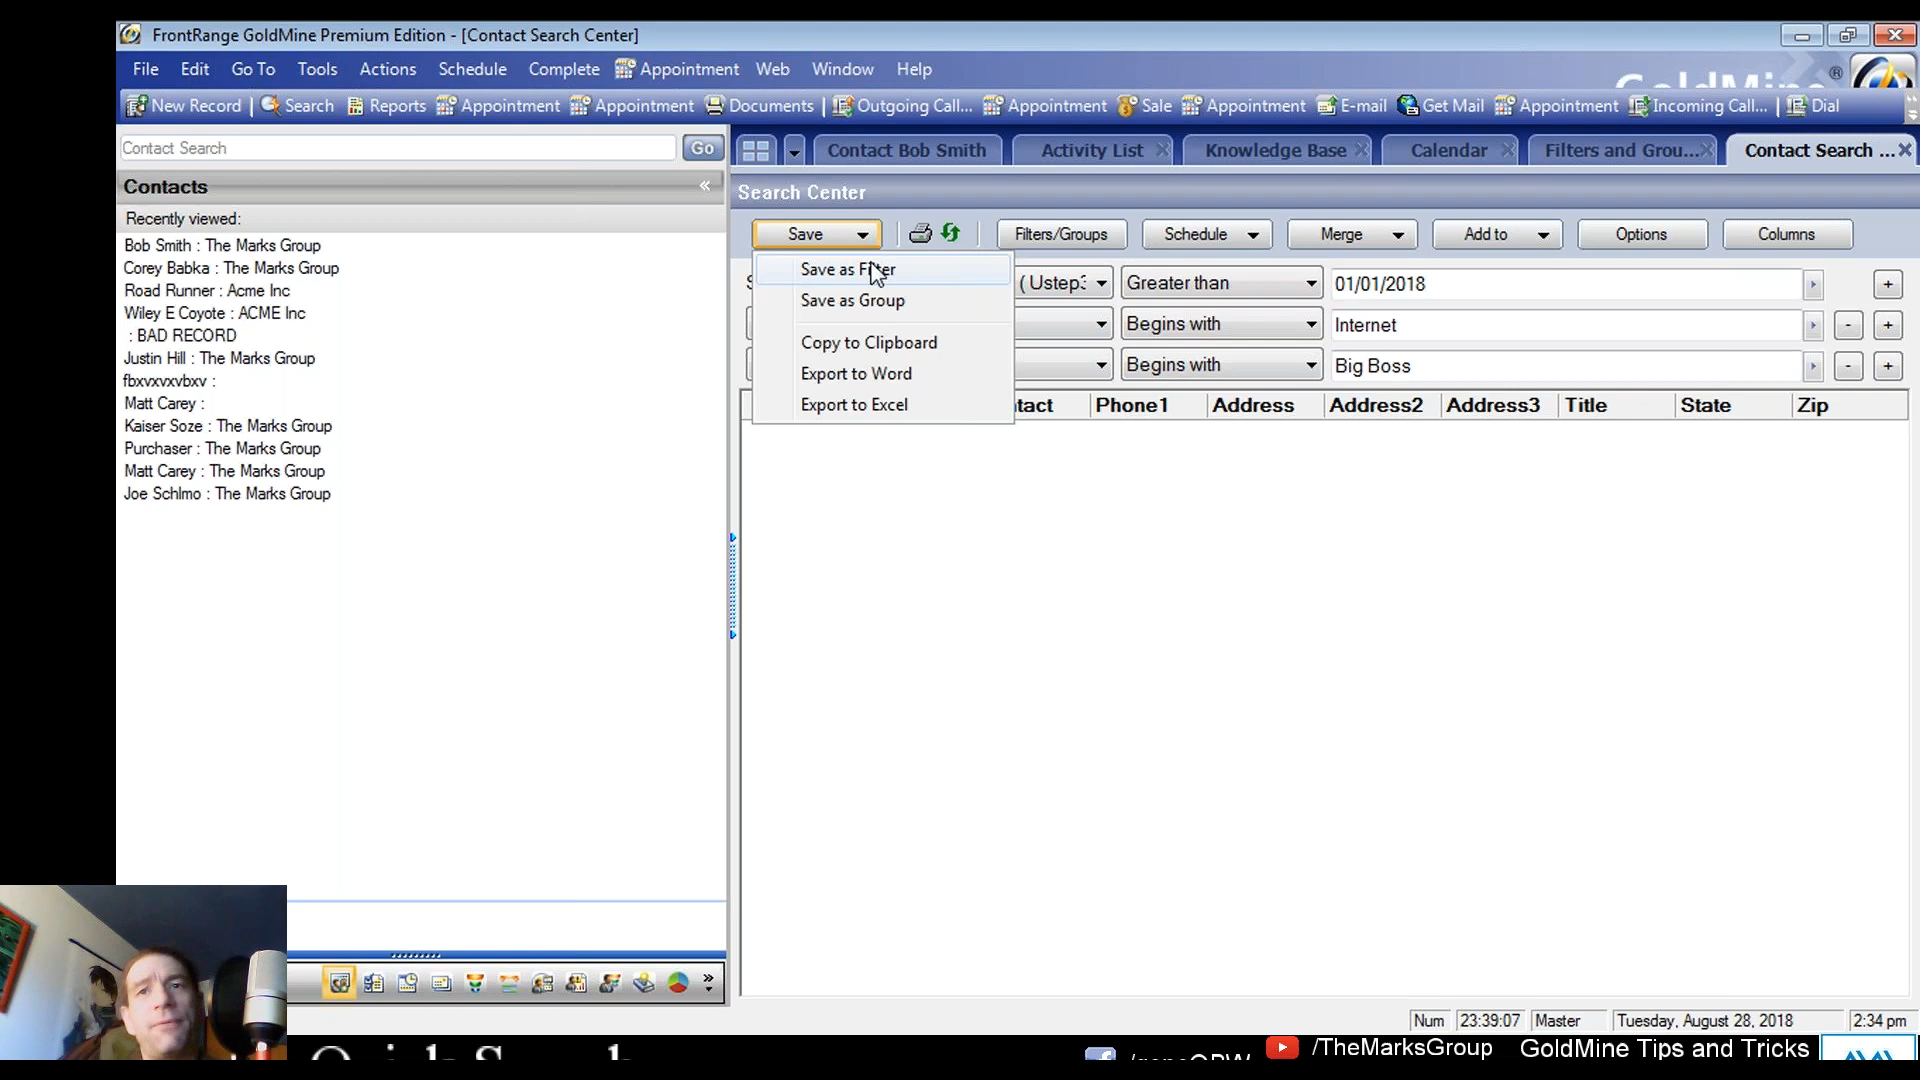 FrontRange GoldMine Premium Edition - [Contact Search Center]
File Edit Go To Tools Actions Schedule Complete Appointment Web Window Help
GoldMine ®
New Record Search Reports Appointment Appointment Documents Outgoing Call... Appointment Sale Appointment E-mail Get Mail Appointment Incoming Call... Dial
Contact Search Go
Contact Bob Smith Activity List Knowledge Base Calendar Filters and Grou... Contact Search ...
Contacts
Search Center
Recently viewed:
Bob Smith : The Marks Group
Corey Babka : The Marks Group
Road Runner : Acme Inc
Wiley E Coyote : ACME Inc
: BAD RECORD
Justin Hill : The Marks Group
fbxvxvxvbxv :
Matt Carey :
Kaiser Soze : The Marks Group
Purchaser : The Marks Group
Matt Carey : The Marks Group
Joe Schlmo : The Marks Group
Save Filters/Groups Schedule Merge Add to Options Columns
Save as Filter
Save as Group
Copy to Clipboard
Export to Word
Export to Excel
( Ustep3 Greater than 01/01/2018 +
Begins with Internet - +
Begins with Big Boss - +
ntact Phone1 Address Address2 Address3 Title State Zip
Num 23:39:07 Master Tuesday, August 28, 2018 2:34 pm
/TheMarksGroup GoldMine Tips and Tricks